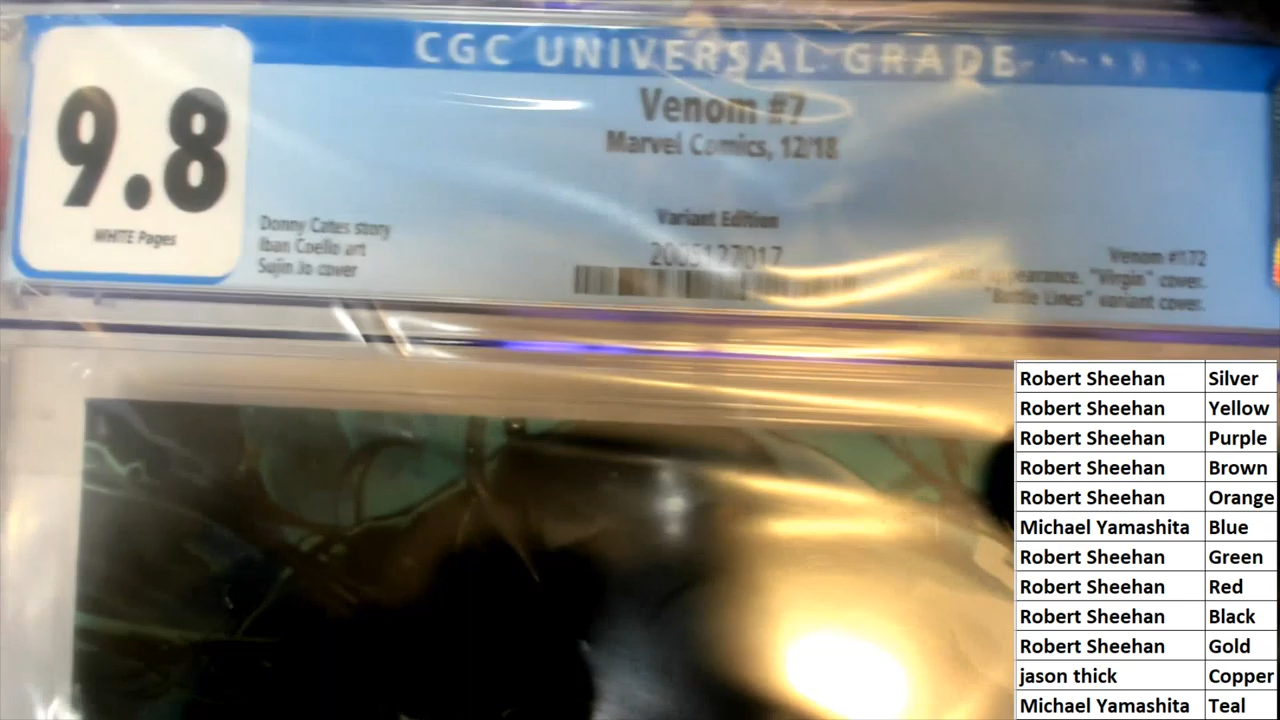 CGC UNIVERSAL GRADE
9.8
WHITE Pages
Venom #7
Marvel Comics, 12/18
Variant Edition
2005127017
Donny Cates story
Iban Coello art
Sujin Jo cover
Venom #172
appearance. "Virgin" cover.
"Battle Lines" variant cover.
Robert Sheehan Silver
Robert Sheehan Yellow
Robert Sheehan Purple
Robert Sheehan Brown
Robert Sheehan Orange
Michael Yamashita Blue
Robert Sheehan Green
Robert Sheehan Red
Robert Sheehan Black
Robert Sheehan Gold
jason thick Copper
Michael Yamashita Teal